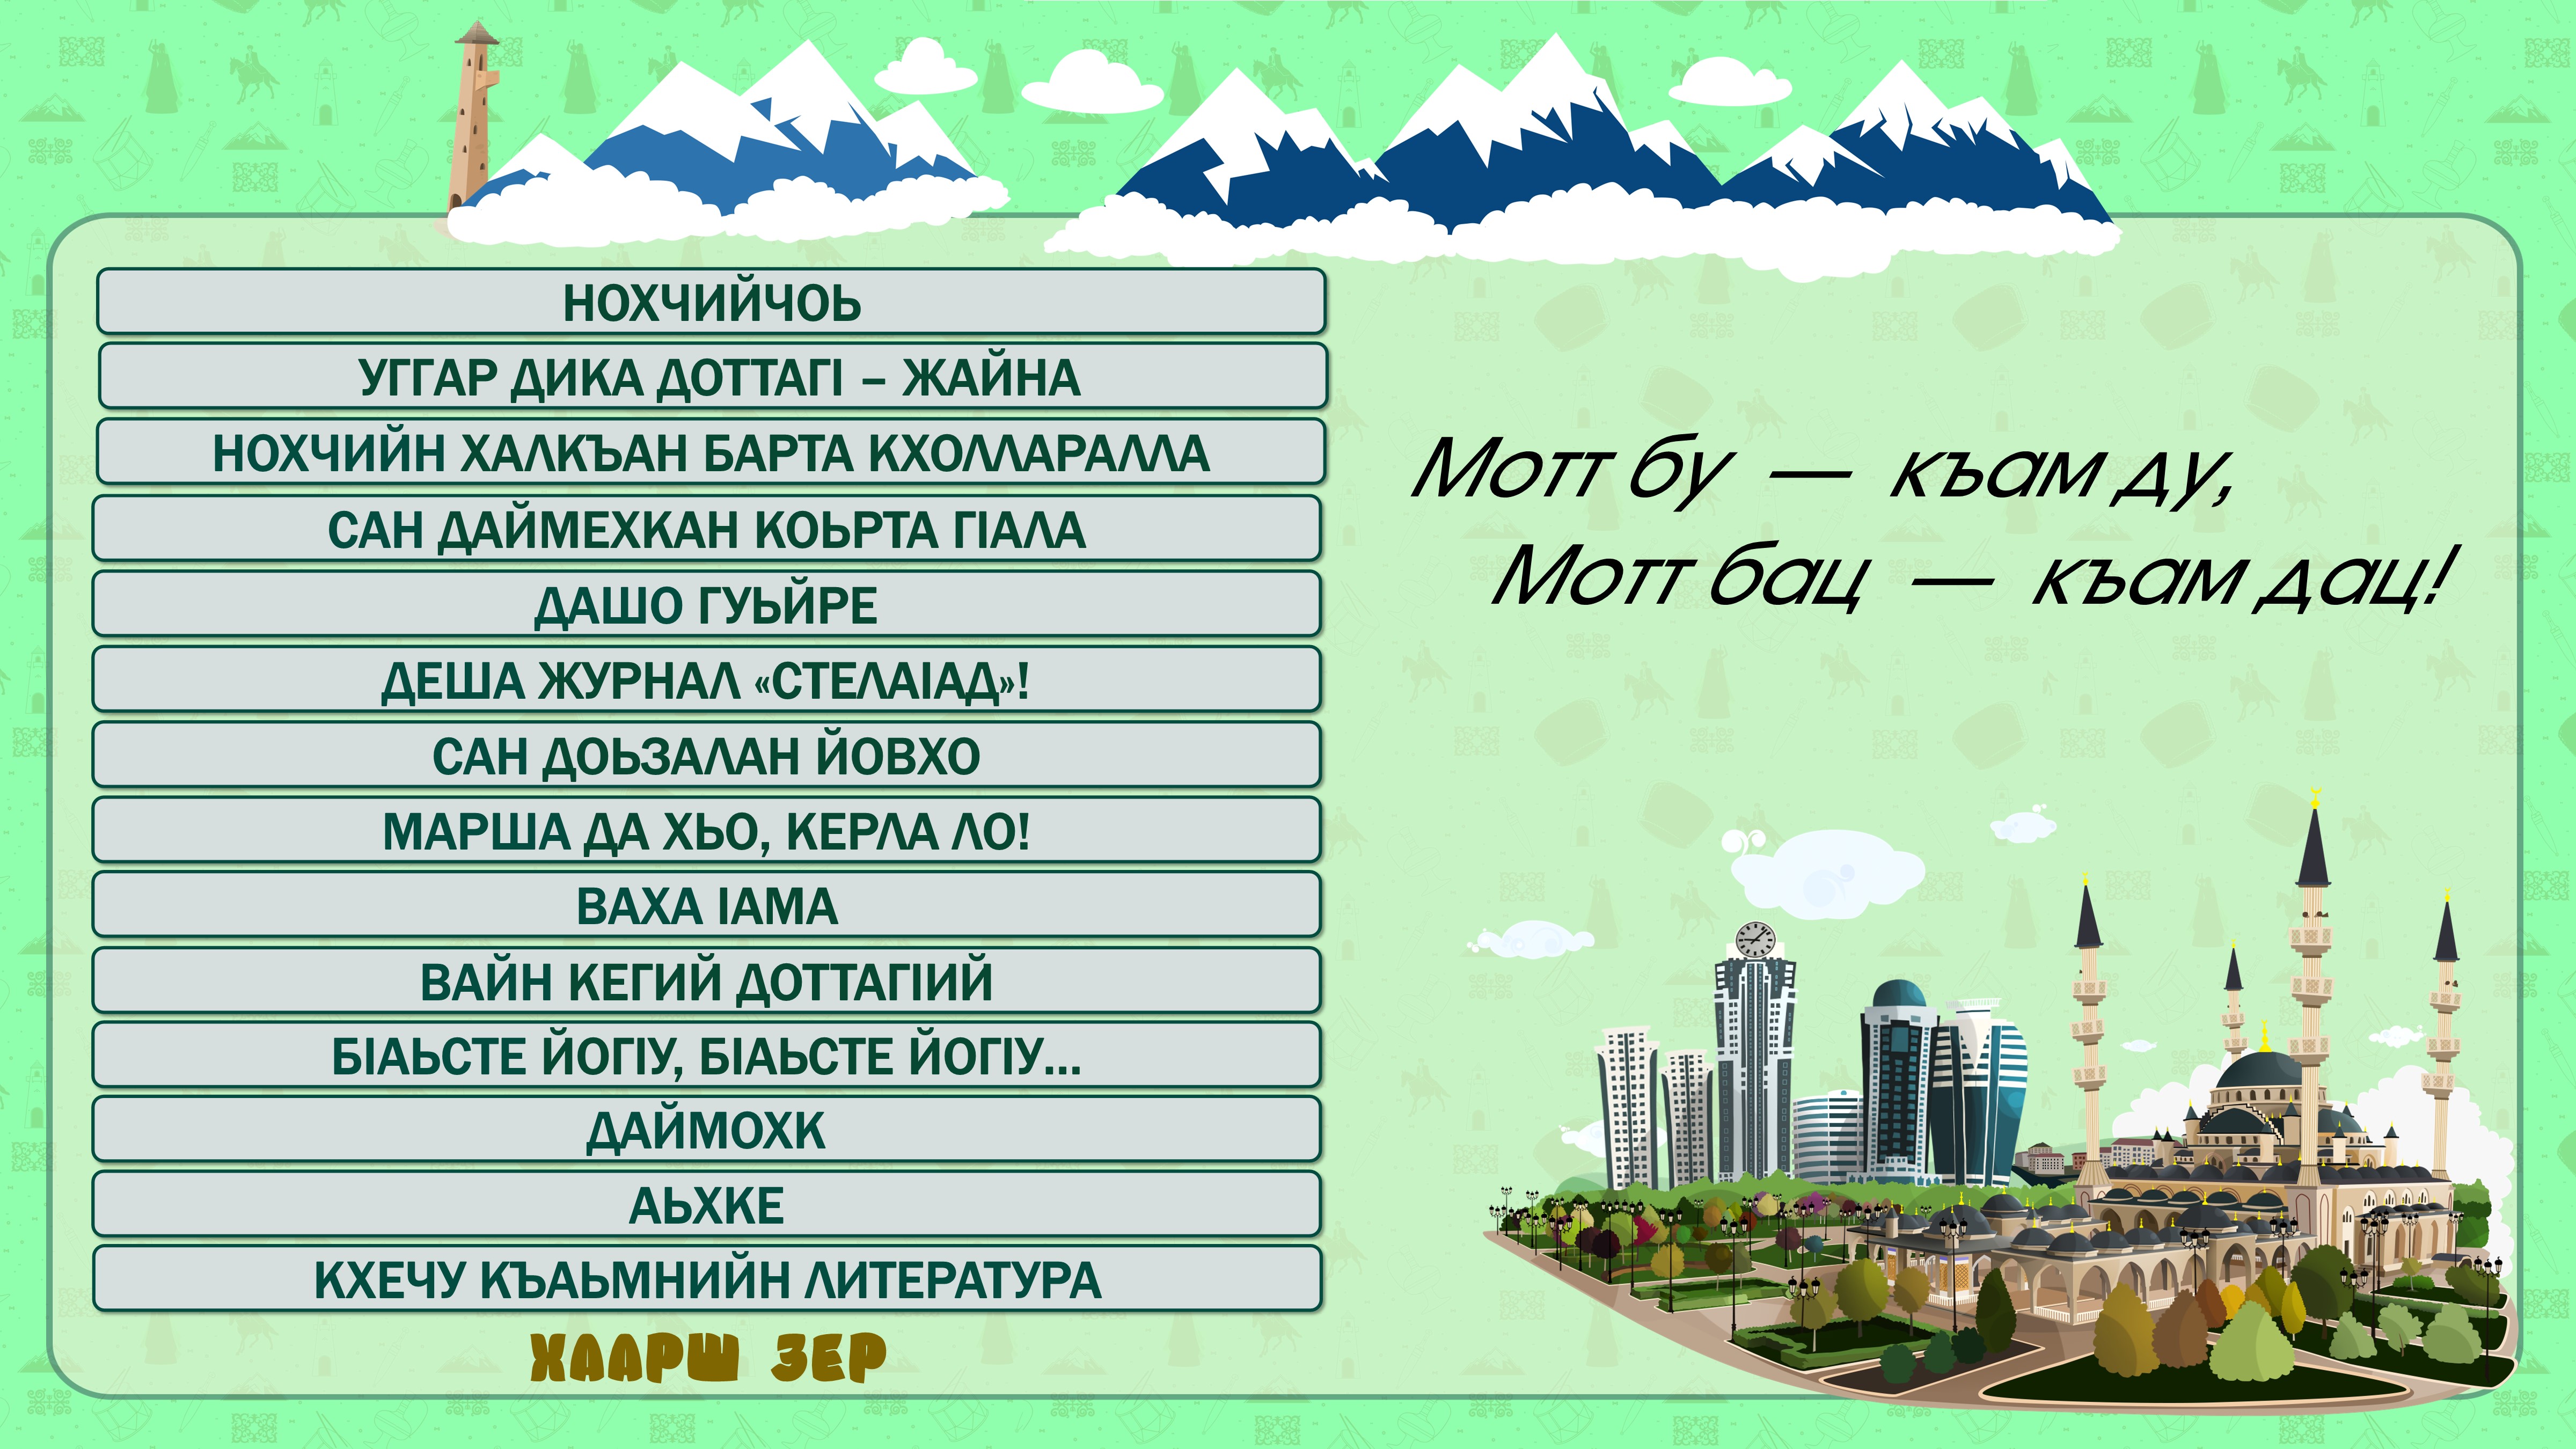 НОХЧИЙЧОЬ
УГГАР ДИКА ДОТТАГӀ – ЖАЙНА
НОХЧИЙН ХАЛКЪАН БАРТА КХОЛЛАРАЛЛА
САН ДАЙМЕХКАН КОЬРТА ГӀАЛА
ДАШО ГУЬЙРЕ
ДЕША ЖУРНАЛ «СТЕЛАӀАД»!
САН ДОЬЗАЛАН ЙОВХО
МАРША ДА ХЬО, КЕРЛА ЛО!
ВАХА ӀАМА
ВАЙН КЕГИЙ ДОТТАГӀИЙ
БӀАЬСТЕ ЙОГӀУ, БӀАЬСТЕ ЙОГӀУ...
ДАЙМОХК
АЬХКЕ
КХЕЧУ КЪАЬМНИЙН ЛИТЕРАТУРА
ХААРШ ЗЕР
Мотт бу — къам ду,
Мотт бац — къам дац!